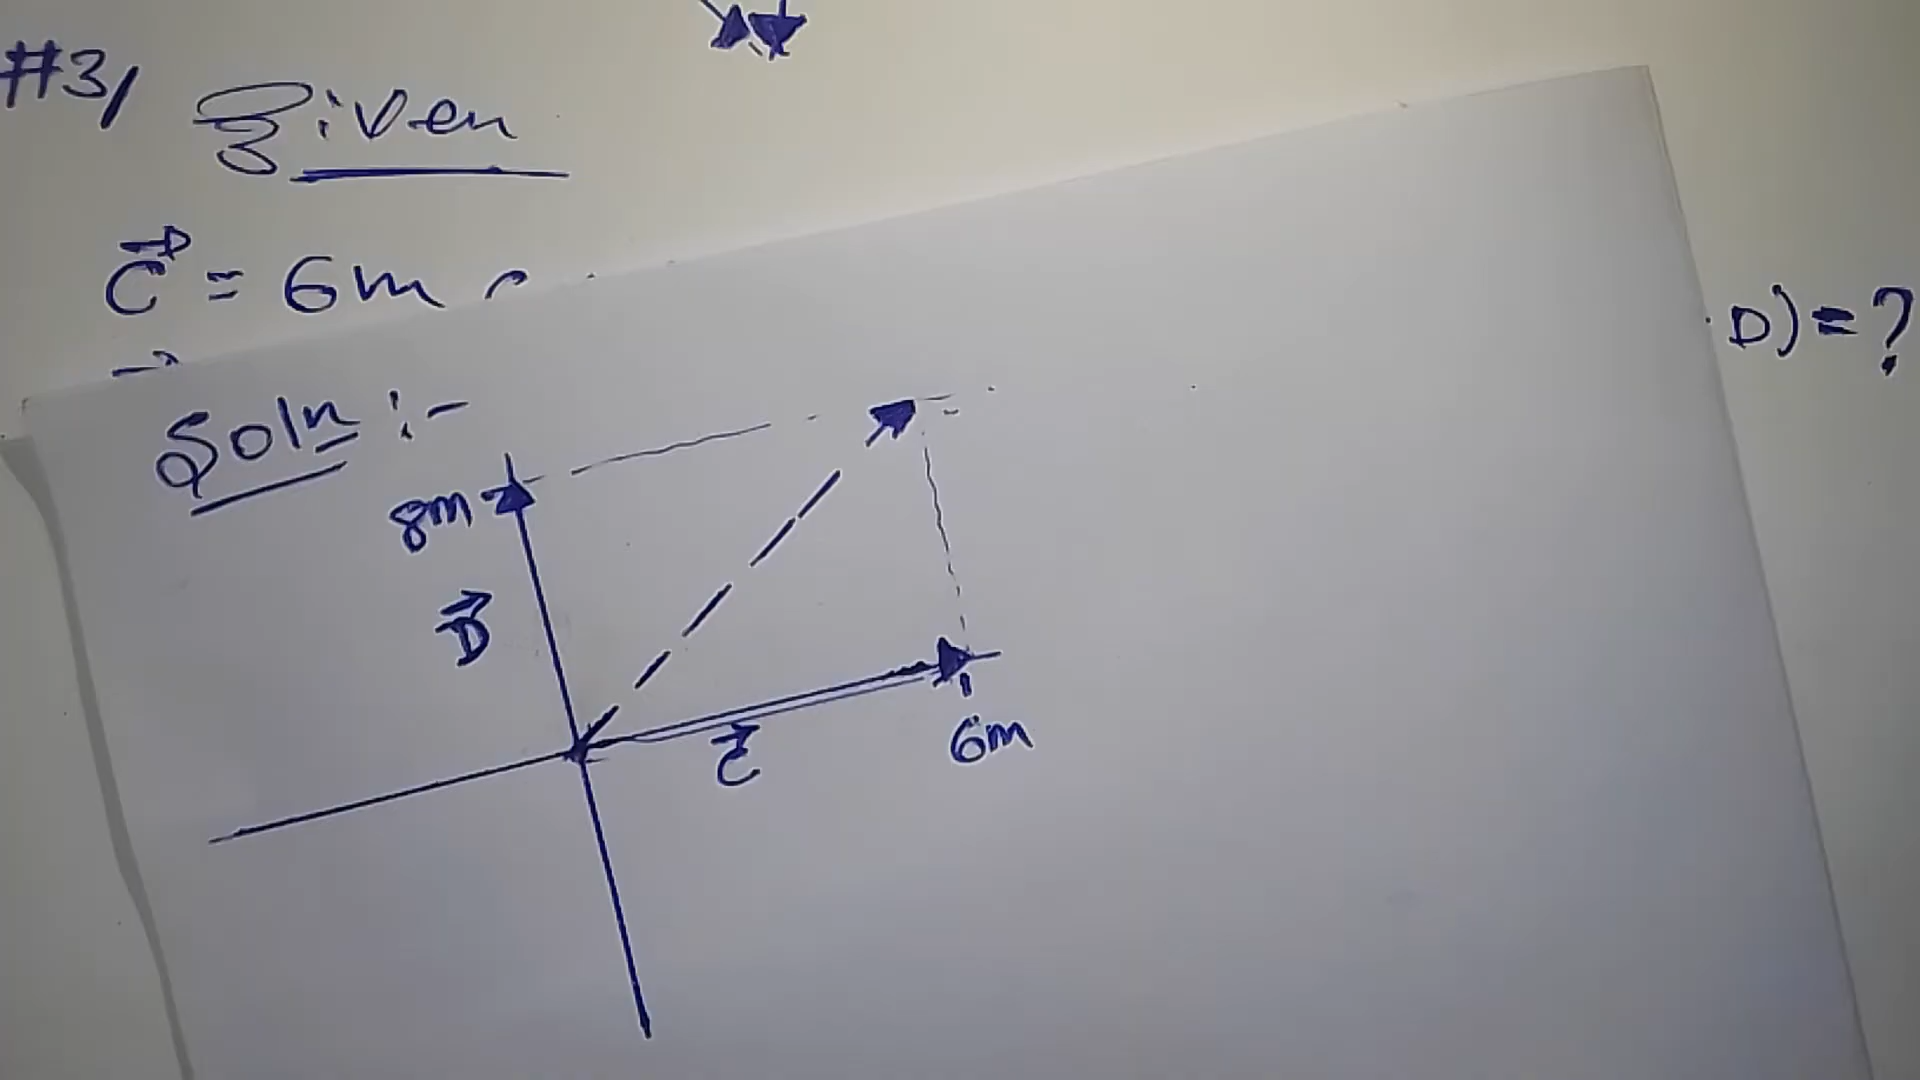 #3/ Given
C⃗ = 6m
D) = ?
Soln :-
8m
D⃗
C⃗
6m